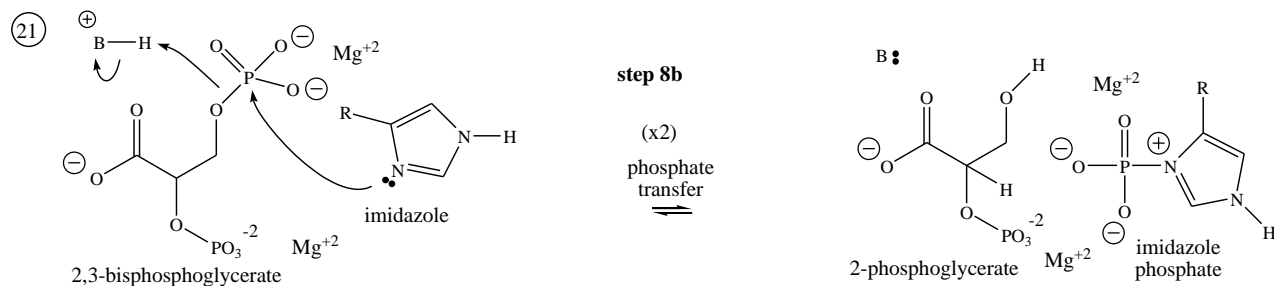 21
⊕
B H
O O ⊖
P
O ⊖
Mg+2
O
O
⊖ O
O
PO3 -2
Mg+2
2,3-bisphosphoglycerate
R
N H
N
imidazole
step 8b
(x2)
phosphate
transfer
B
H
O
O
⊖ O
H
O
PO3 -2
Mg+2
2-phosphoglycerate
Mg+2
R
O
⊖ O P N ⊕
O
⊖
N
H
imidazole
phosphate